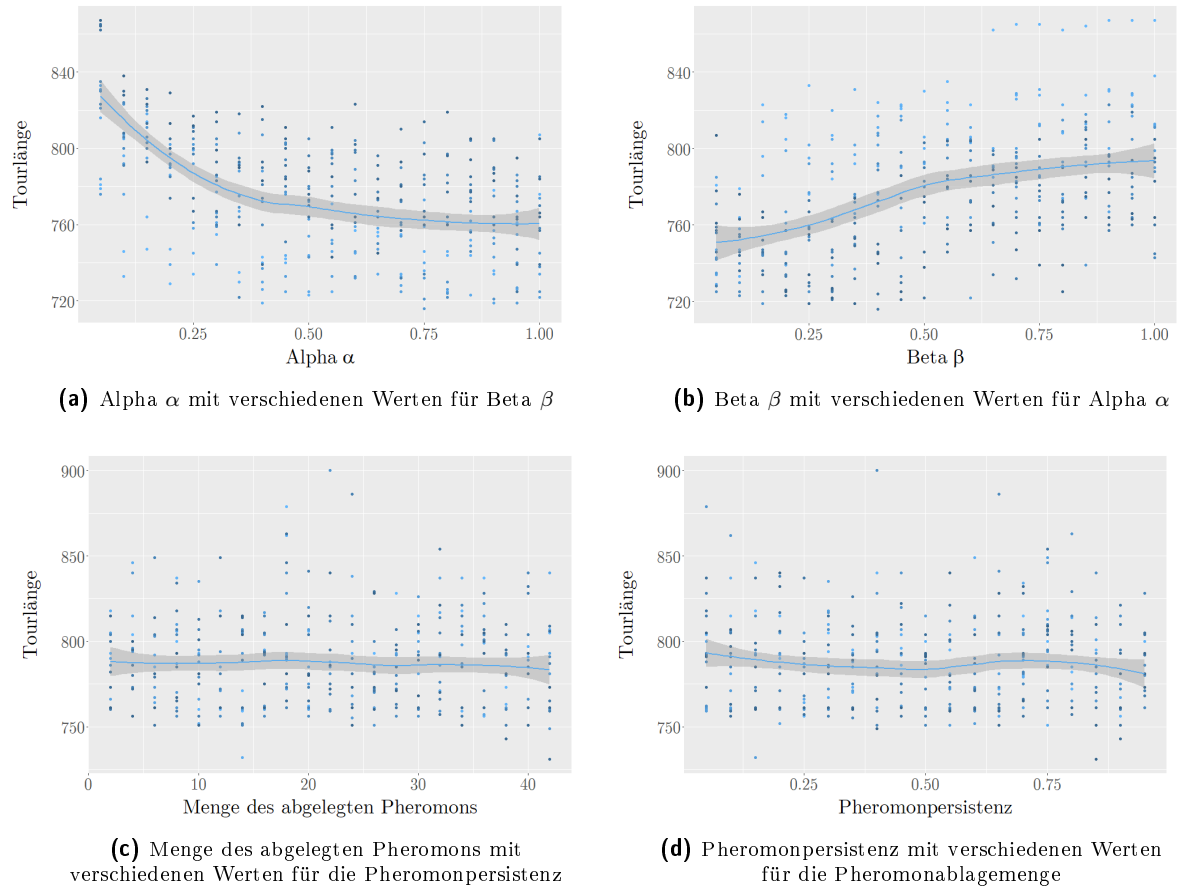 840
800
760
720
Tourlänge
0.25
0.50
0.75
1.00
Alpha α
(a) Alpha α mit verschiedenen Werten für Beta β
840
800
760
720
Tourlänge
0.25
0.50
0.75
1.00
Beta β
(b) Beta β mit verschiedenen Werten für Alpha α
900
850
800
750
Tourlänge
0
10
20
30
40
Menge des abgelegten Pheromons
(c) Menge des abgelegten Pheromons mit
verschiedenen Werten für die Pheromonpersistenz
900
850
800
750
Tourlänge
0.25
0.50
0.75
Pheromonpersistenz
(d) Pheromonpersistenz mit verschiedenen Werten
für die Pheromonablagemenge